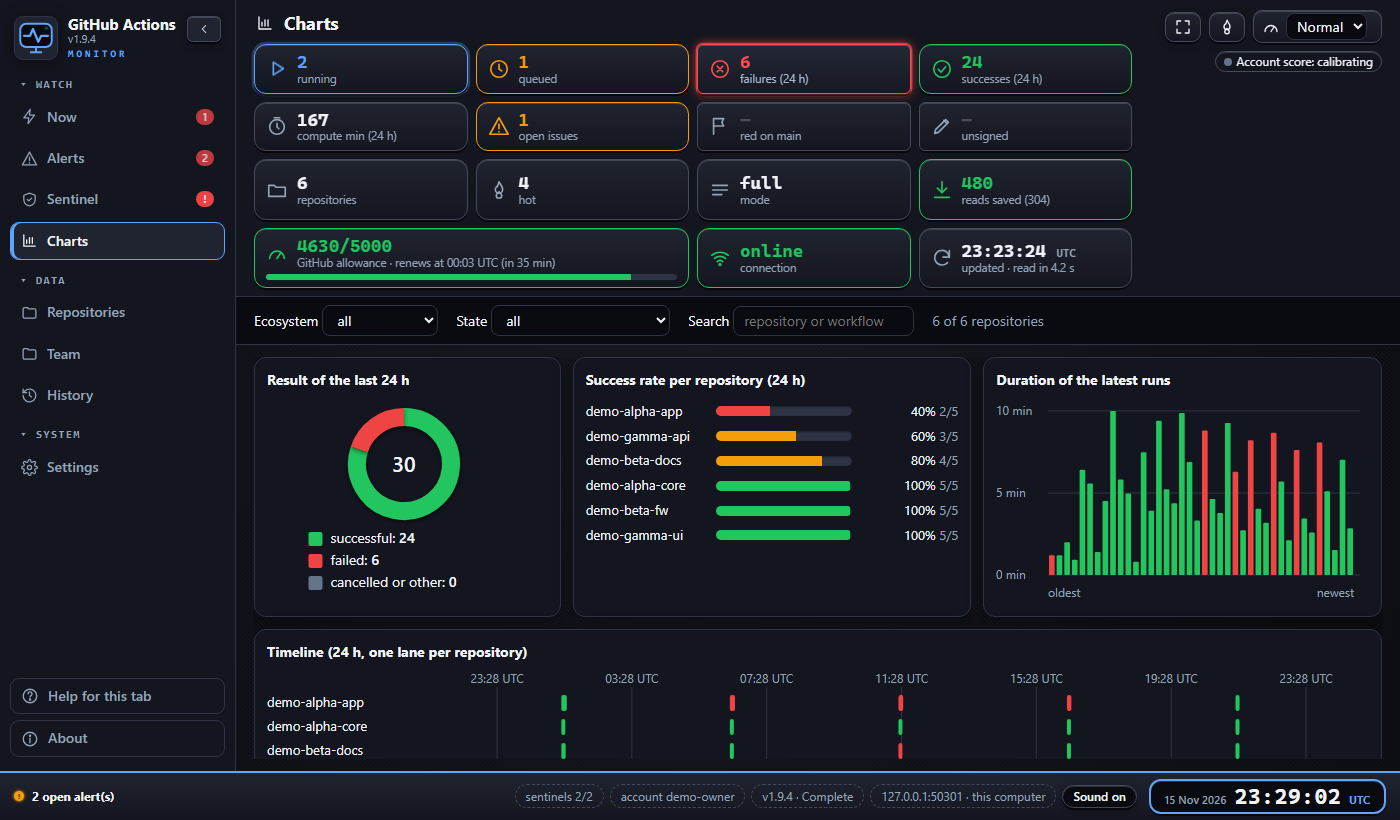 GitHub Actions
v1.9.4
MONITOR
WATCH
Now 1
Alerts 2
Sentinel !
Charts
DATA
Repositories
Team
History
SYSTEM
Settings
Help for this tab
About
Charts
Normal
Account score: calibrating
2
running
1
queued
6
failures (24 h)
24
successes (24 h)
167
compute min (24 h)
1
open issues
—
red on main
—
unsigned
6
repositories
4
hot
full
mode
480
reads saved (304)
4630/5000
GitHub allowance · renews at 00:03 UTC (in 35 min)
online
connection
23:23:24 UTC
updated · read in 4.2 s
Ecosystem all State all Search repository or workflow 6 of 6 repositories
Result of the last 24 h
30
successful: 24
failed: 6
cancelled or other: 0
Success rate per repository (24 h)
demo-alpha-app 40% 2/5
demo-gamma-api 60% 3/5
demo-beta-docs 80% 4/5
demo-alpha-core 100% 5/5
demo-beta-fw 100% 5/5
demo-gamma-ui 100% 5/5
Duration of the latest runs
10 min
5 min
0 min
oldest newest
Timeline (24 h, one lane per repository)
23:28 UTC 03:28 UTC 07:28 UTC 11:28 UTC 15:28 UTC 19:28 UTC 23:28 UTC
demo-alpha-app
demo-alpha-core
demo-beta-docs
2 open alert(s)
sentinels 2/2
account demo-owner
v1.9.4 · Complete
127.0.0.1:50301 · this computer
Sound on
15 Nov 2026 23:29:02 UTC